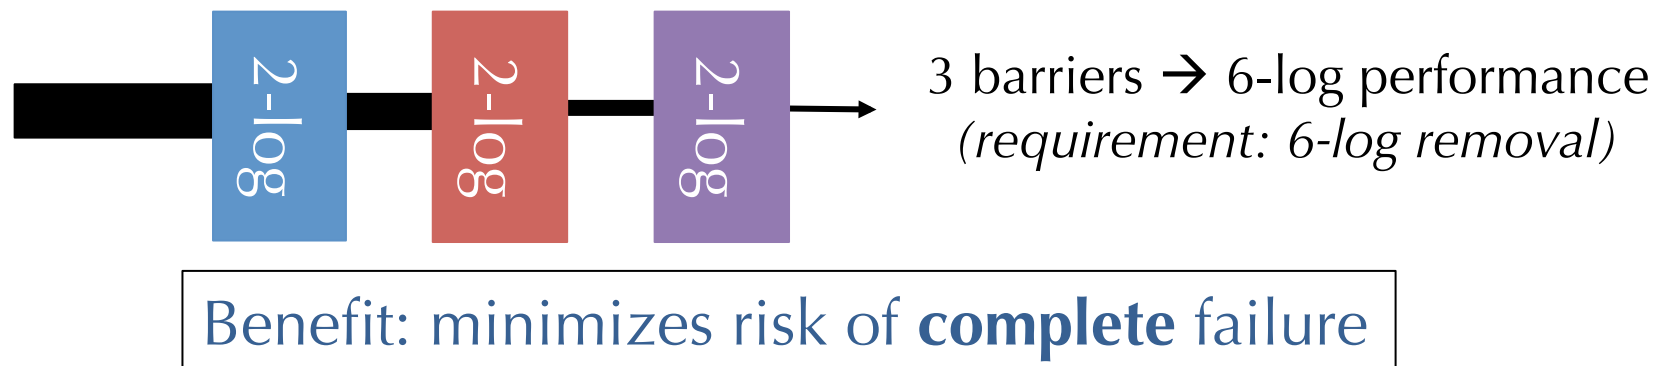 2-log
2-log
2-log
3 barriers → 6-log performance
(requirement: 6-log removal)
Benefit: minimizes risk of complete failure